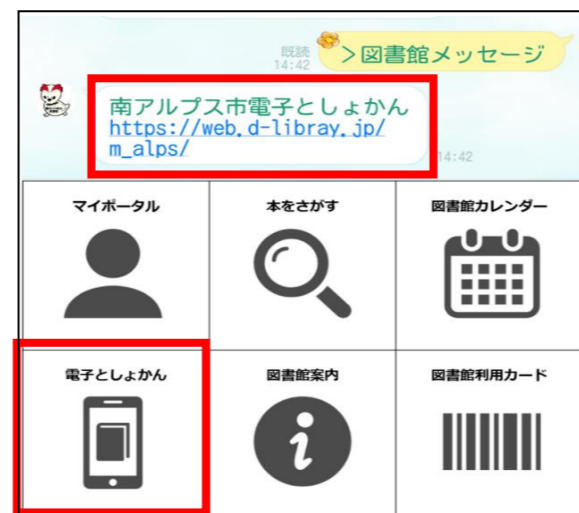 既読
14:42
>図書館メッセージ
南アルプス市電子としょかん
https://web.d-libray.jp/
m_alps/
14:42
マイポータル
本をさがす
図書館カレンダー
電子としょかん
図書館案内
図書館利用カード